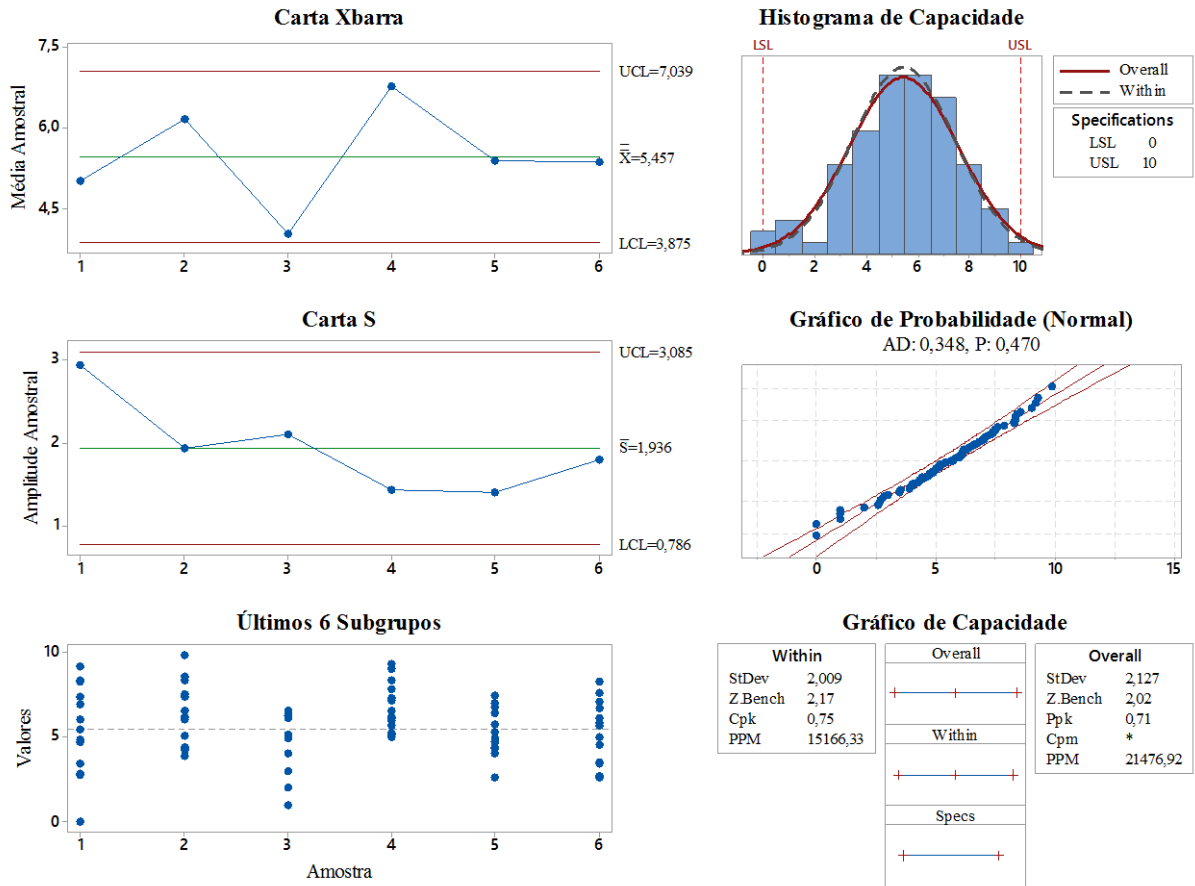 Carta Xbarra
Média Amostral
7,5
6,0
4,5
UCL=7,039
X=5,457
LCL=3,875
1 2 3 4 5 6
Histograma de Capacidade
LSL USL
0 2 4 6 8 10
Overall
Within
Specifications
LSL 0
USL 10
Carta S
Amplitude Amostral
3
2
1
UCL=3,085
S=1,936
LCL=0,786
1 2 3 4 5 6
Gráfico de Probabilidade (Normal)
AD: 0,348, P: 0,470
0 5 10 15
Últimos 6 Subgrupos
Valores
10
5
0
1 2 3 4 5 6
Amostra
Gráfico de Capacidade
Within
StDev 2,009
Z.Bench 2,17
Cpk 0,75
PPM 15166,33
Overall
Within
Specs
Overall
StDev 2,127
Z.Bench 2,02
Ppk 0,71
Cpm *
PPM 21476,92